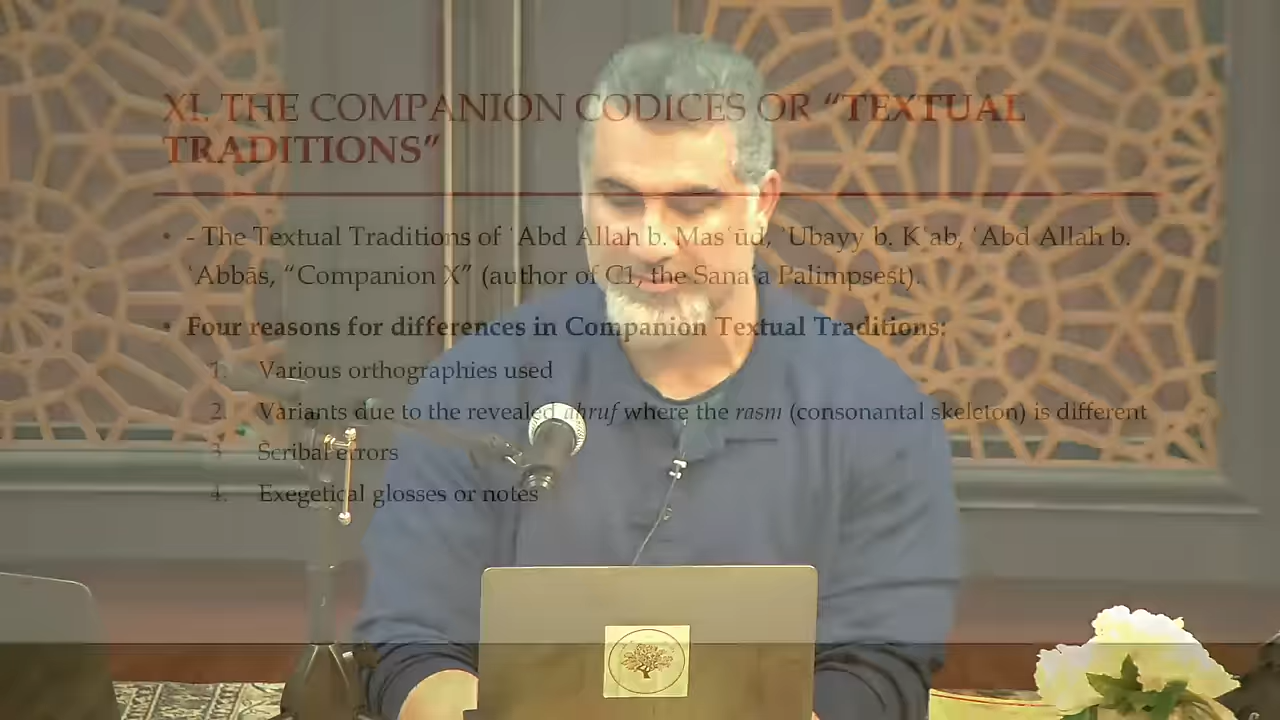 XI. THE COMPANION CODICES OR “TEXTUAL
TRADITIONS”
• - The Textual Traditions of ʿAbd Allah b. Masʿūd, ʿUbayy b. Kʿab, ʿAbd Allah b.
ʿAbbās, “Companion X” (author of C1, the Sanaʿa Palimpsest).
• Four reasons for differences in Companion Textual Traditions:
1. Various orthographies used
2. Variants due to the revealed ahruf where the rasm (consonantal skeleton) is different
3. Scribal errors
4. Exegetical glosses or notes